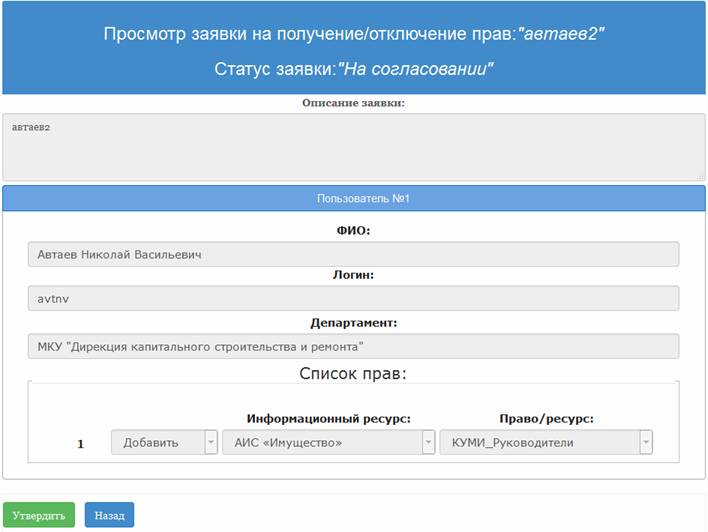 Просмотр заявки на получение/отключение прав:"автаев2"
Статус заявки:"На согласовании"
Описание заявки:
автаев2
Пользователь №1
ФИО:
Автаев Николай Васильевич
Логин:
avtnv
Департамент:
МКУ "Дирекция капитального строительства и ремонта"
Список прав:
Информационный ресурс: Право/ресурс:
1 Добавить АИС «Имущество» КУМИ_Руководители
Утвердить Назад